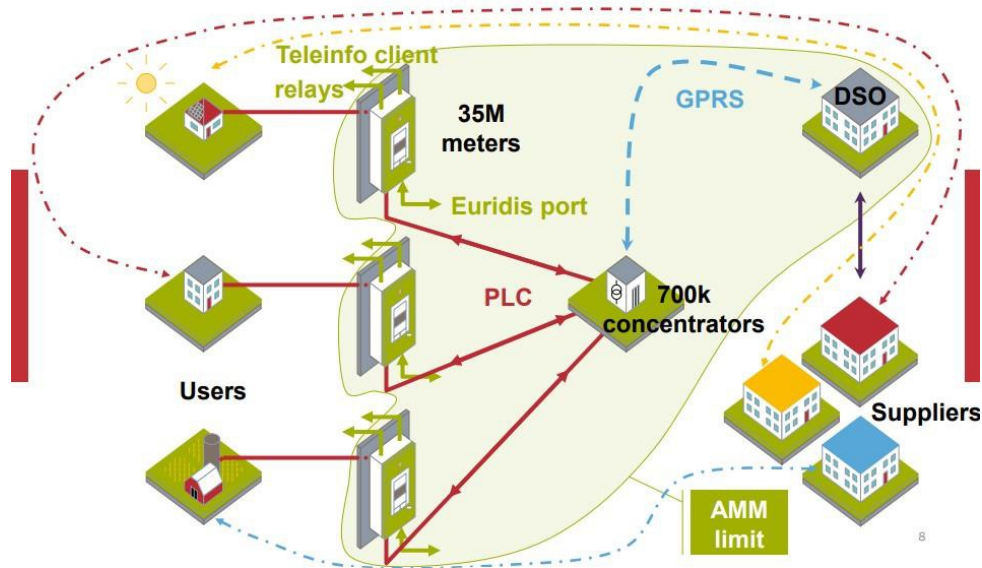 Teleinfo client
relays
35M
meters
GPRS
DSO
Euridis port
PLC
700k
concentrators
Users
Suppliers
AMM
limit
8